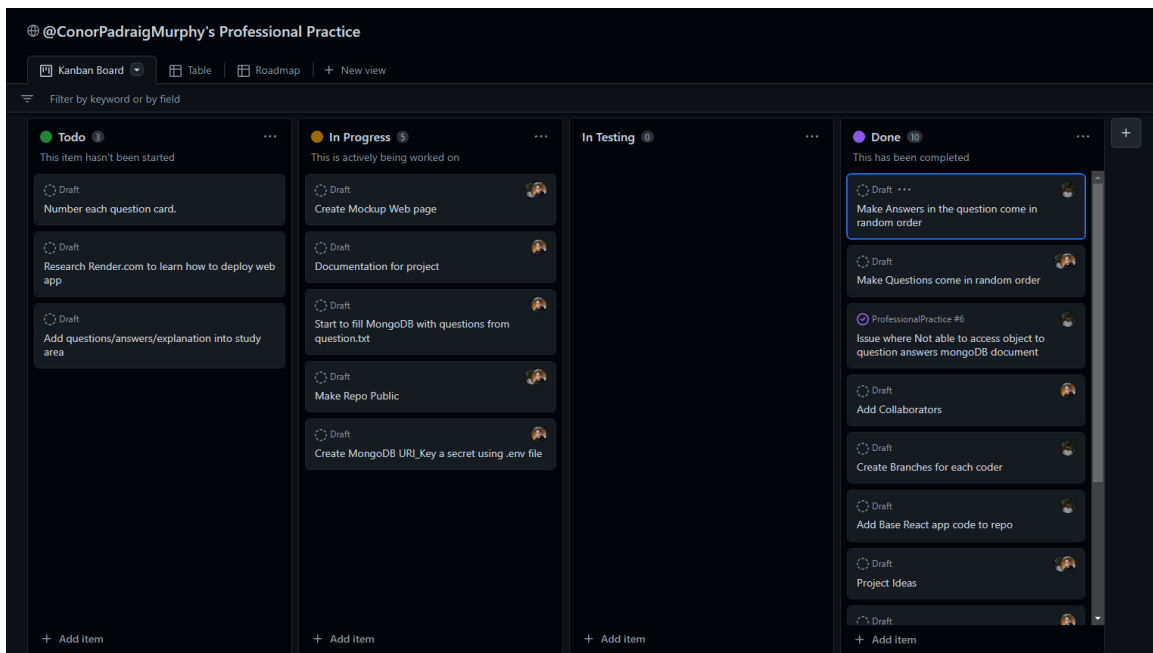 @ConorPadraigMurphy's Professional Practice
Kanban Board
Table
Roadmap
+ New view
Filter by keyword or by field
Todo 3
This item hasn't been started
Draft
Number each question card.
Draft
Research Render.com to learn how to deploy web
app
Draft
Add questions/answers/explanation into study
area
+ Add item
In Progress 5
This is actively being worked on
Draft
Create Mockup Web page
Draft
Documentation for project
Draft
Start to fill MongoDB with questions from
question.txt
Draft
Make Repo Public
Draft
Create MongoDB URI_Key a secret using .env file
+ Add item
In Testing 0
+ Add item
Done 10
This has been completed
Draft
Make Answers in the question come in
random order
Draft
Make Questions come in random order
ProfessionalPractice #6
Issue where Not able to access object to
question answers mongoDB document
Draft
Add Collaborators
Draft
Create Branches for each coder
Draft
Add Base React app code to repo
Draft
Project Ideas
Draft
+ Add item